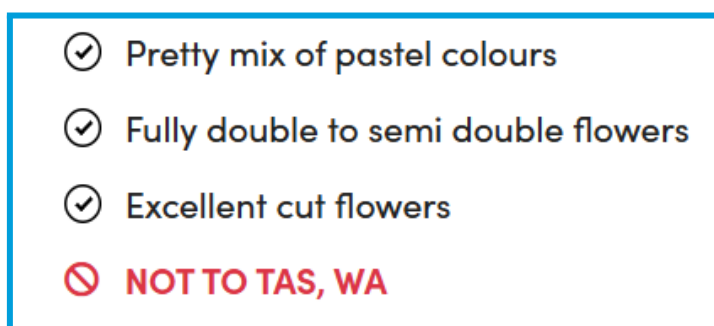 Pretty mix of pastel colours
Fully double to semi double flowers
Excellent cut flowers
NOT TO TAS, WA